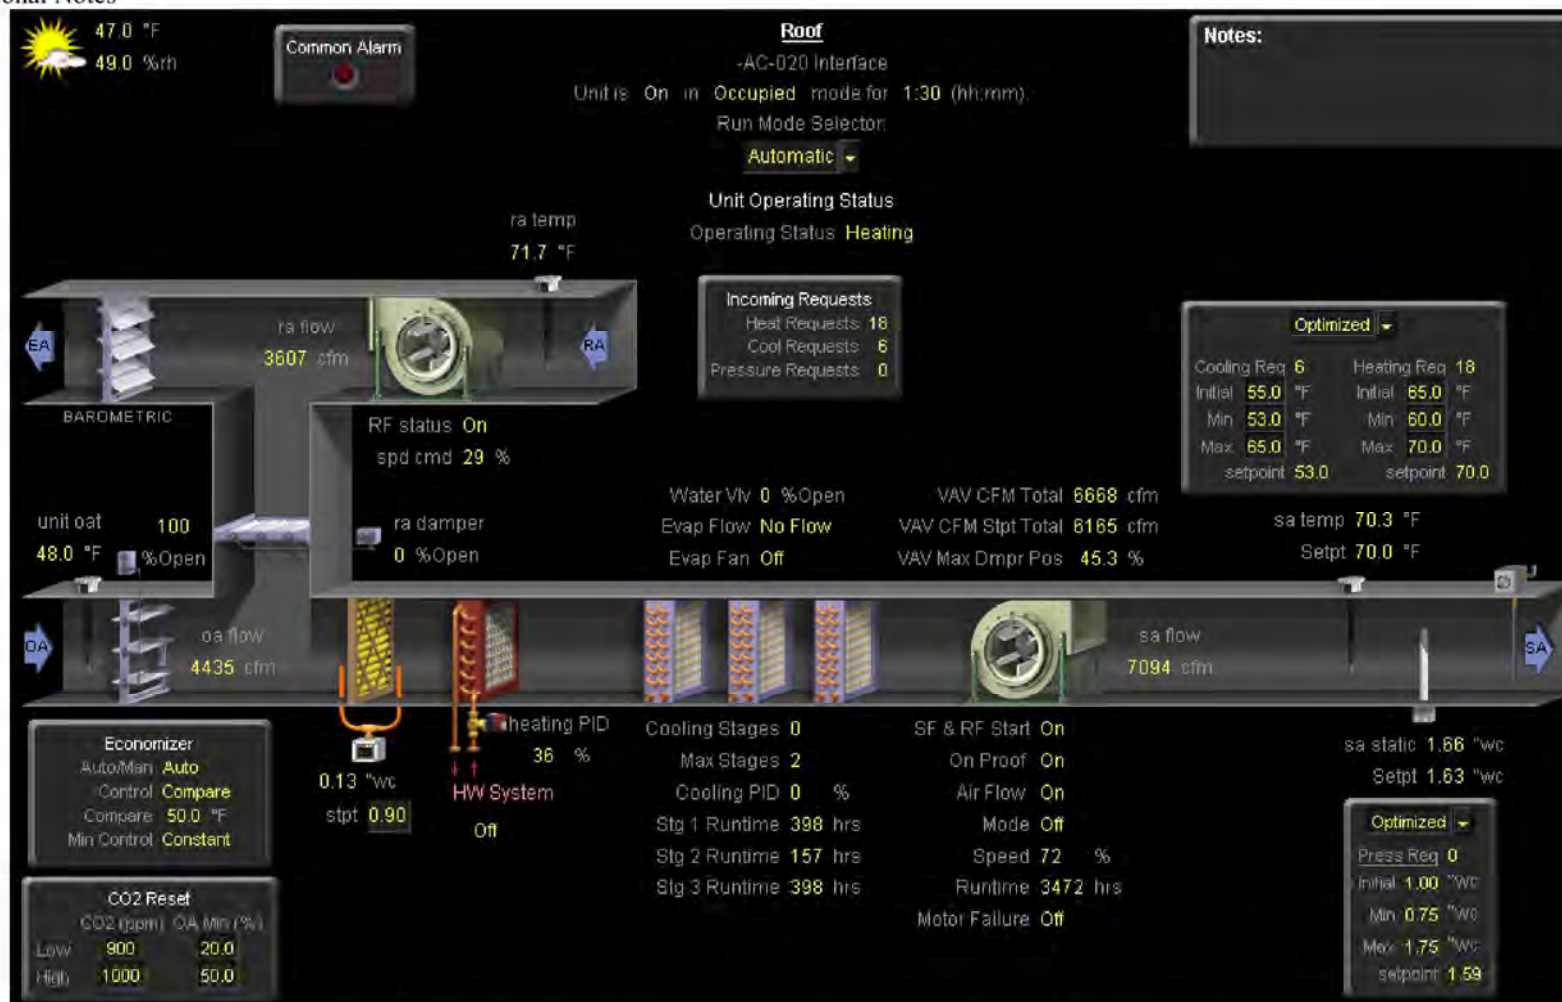 onal Notes
47.0 °F
49.0 %rh
Common Alarm
Roof
-AC-020 Interface
Unit is On in Occupied mode for 1:30 (hh:mm).
Run Mode Selector:
Automatic
Unit Operating Status
Operating Status Heating
Notes:
ra temp
71.7 °F
EA
ra flow
3607 cfm
RA
BAROMETRIC
RF status On
spd cmd 29 %
Incoming Requests
Heat Requests 18
Cool Requests 6
Pressure Requests 0
Optimized
Cooling Req 6 Heating Req 18
Initial 55.0 °F Initial 65.0 °F
Min 53.0 °F Min 60.0 °F
Max 65.0 °F Max 70.0 °F
setpoint 53.0 setpoint 70.0
unit oat
48.0 °F
100
%Open
ra damper
0 %Open
Water Vlv 0 %Open
Evap Flow No Flow
Evap Fan Off
VAV CFM Total 6668 cfm
VAV CFM Stpt Total 6165 cfm
VAV Max Dmpr Pos 45.3 %
sa temp 70.3 °F
Setpt 70.0 °F
OA
oa flow
4435 cfm
sa flow
7094 cfm
SA
Economizer
Auto/Man Auto
Control Compare
Compare 50.0 °F
Min Control Constant
0.13 "wc
stpt 0.90
heating PID
36 %
HW System
Off
Cooling Stages 0
Max Stages 2
Cooling PID 0 %
Stg 1 Runtime 398 hrs
Stg 2 Runtime 157 hrs
Stg 3 Runtime 398 hrs
SF & RF Start On
On Proof On
Air Flow On
Mode Off
Speed 72 %
Runtime 3472 hrs
Motor Failure Off
sa static 1.66 "wc
Setpt 1.63 "wc
Optimized
Press Req 0
Initial 1.00 "Wc
Min 0.75 "Wc
Max 1.75 "Wc
setpoint 1.59
CO2 Reset
CO2 (ppm) OA Min (%)
Low 900 20.0
High 1000 50.0